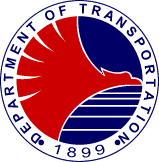 DEPARTMENT OF TRANSPORTATION
1899